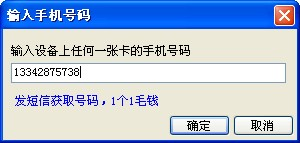 输入手机号码
输入设备上任何一张卡的手机号码
13342875738
发短信获取号码，1个1毛钱
确定
取消